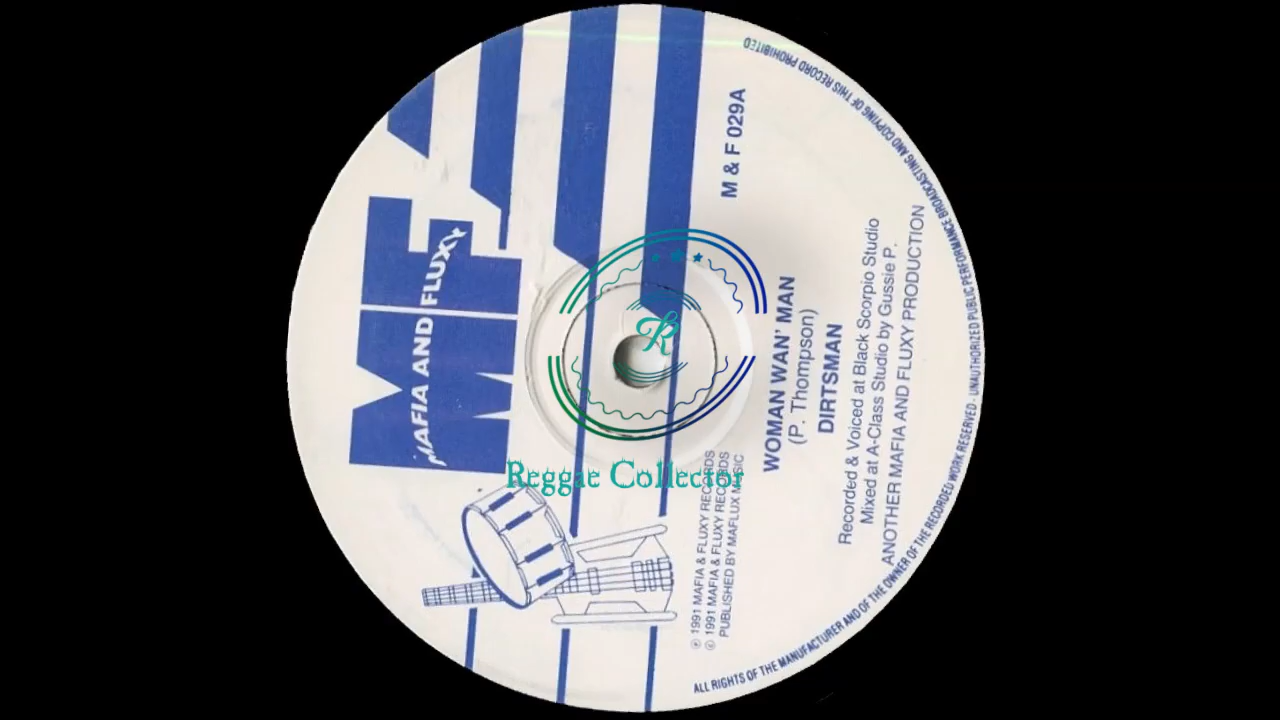 MF
MAFIA AND FLUXY
M & F 029A
Ⓟ 1991 MAFIA & FLUXY RECORDS
© 1991 MAFIA & FLUXY RECORDS
PUBLISHED BY MAFLUX MUSIC
WOMAN WAN' MAN
(P. Thompson)
DIRTSMAN
Recorded & Voiced at Black Scorpio Studio
Mixed at A-Class Studio by Gussie P.
ANOTHER MAFIA AND FLUXY PRODUCTION
ALL RIGHTS OF THE MANUFACTURER AND OF THE OWNER OF THE RECORDED WORK RESERVED - UNAUTHORIZED PUBLIC PERFORMANCE BROADCASTING AND COPYING OF THIS RECORD PROHIBITED
R
Reggae Collector